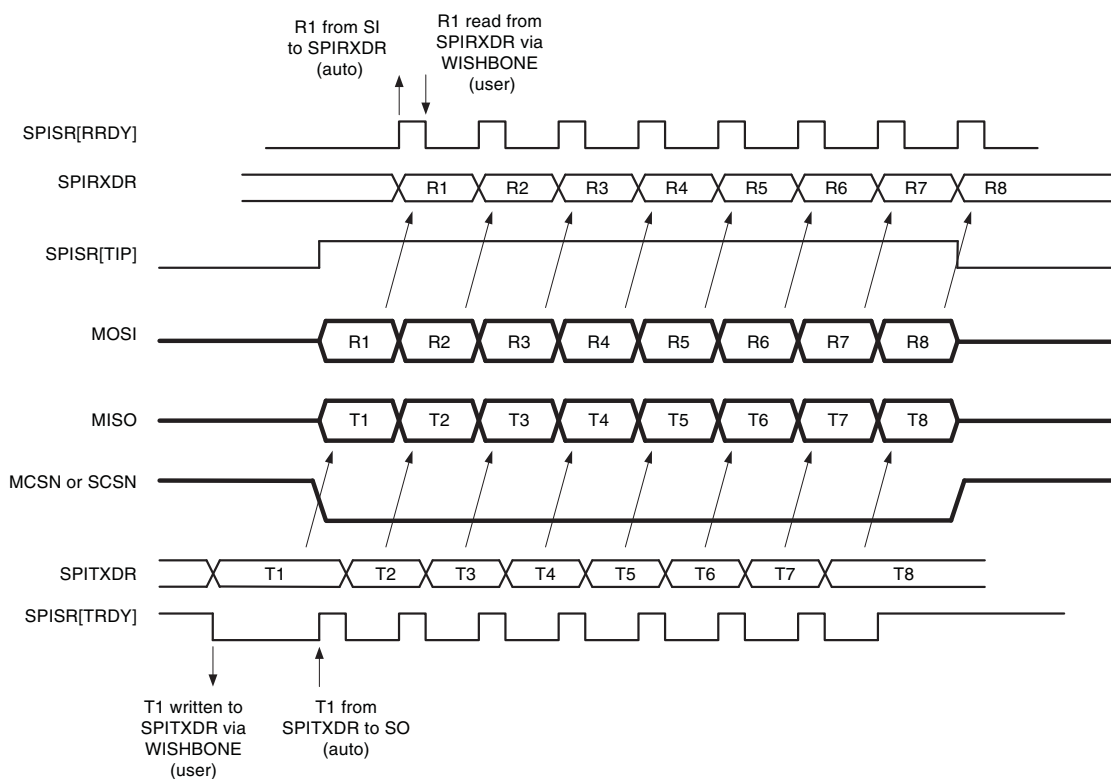 R1 from SI
to SPIRXDR
(auto)
R1 read from
SPIRXDR via
WISHBONE
(user)
SPISR[RRDY]
SPIRXDR
R1 R2 R3 R4 R5 R6 R7 R8
SPISR[TIP]
MOSI
R1 R2 R3 R4 R5 R6 R7 R8
MISO
T1 T2 T3 T4 T5 T6 T7 T8
MCSN or SCSN
SPITXDR
T1 T2 T3 T4 T5 T6 T7 T8
SPISR[TRDY]
T1 written to
SPITXDR via
WISHBONE
(user)
T1 from
SPITXDR to SO
(auto)